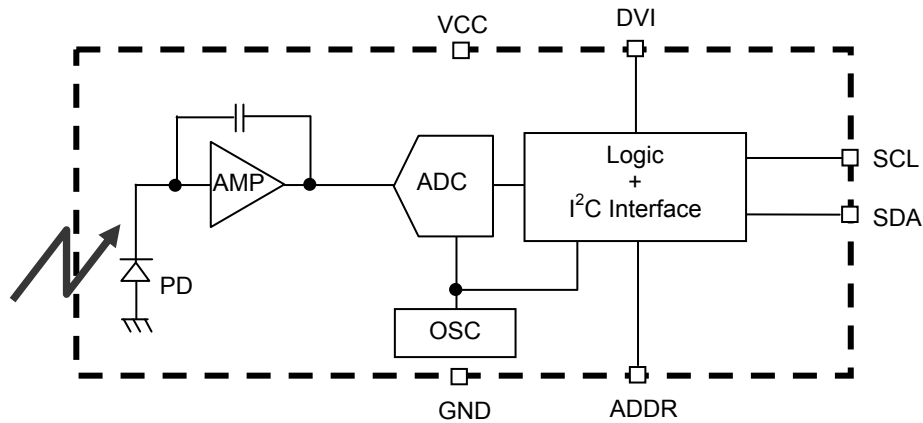 VCC
DVI
AMP
ADC
Logic
+
I²C Interface
SCL
SDA
PD
OSC
GND
ADDR